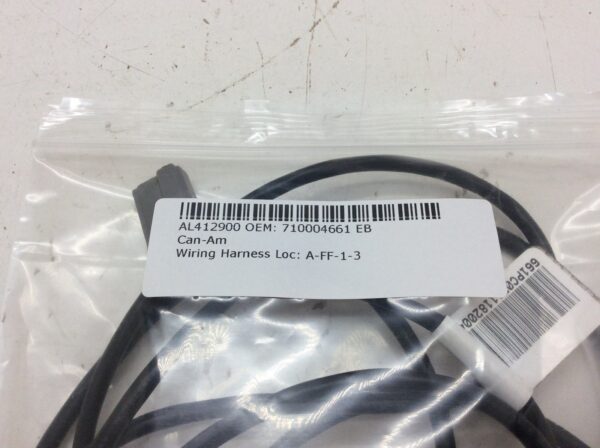 AL412900 OEM: 710004661 EB
Can-Am
Wiring Harness Loc: A-FF-1-3